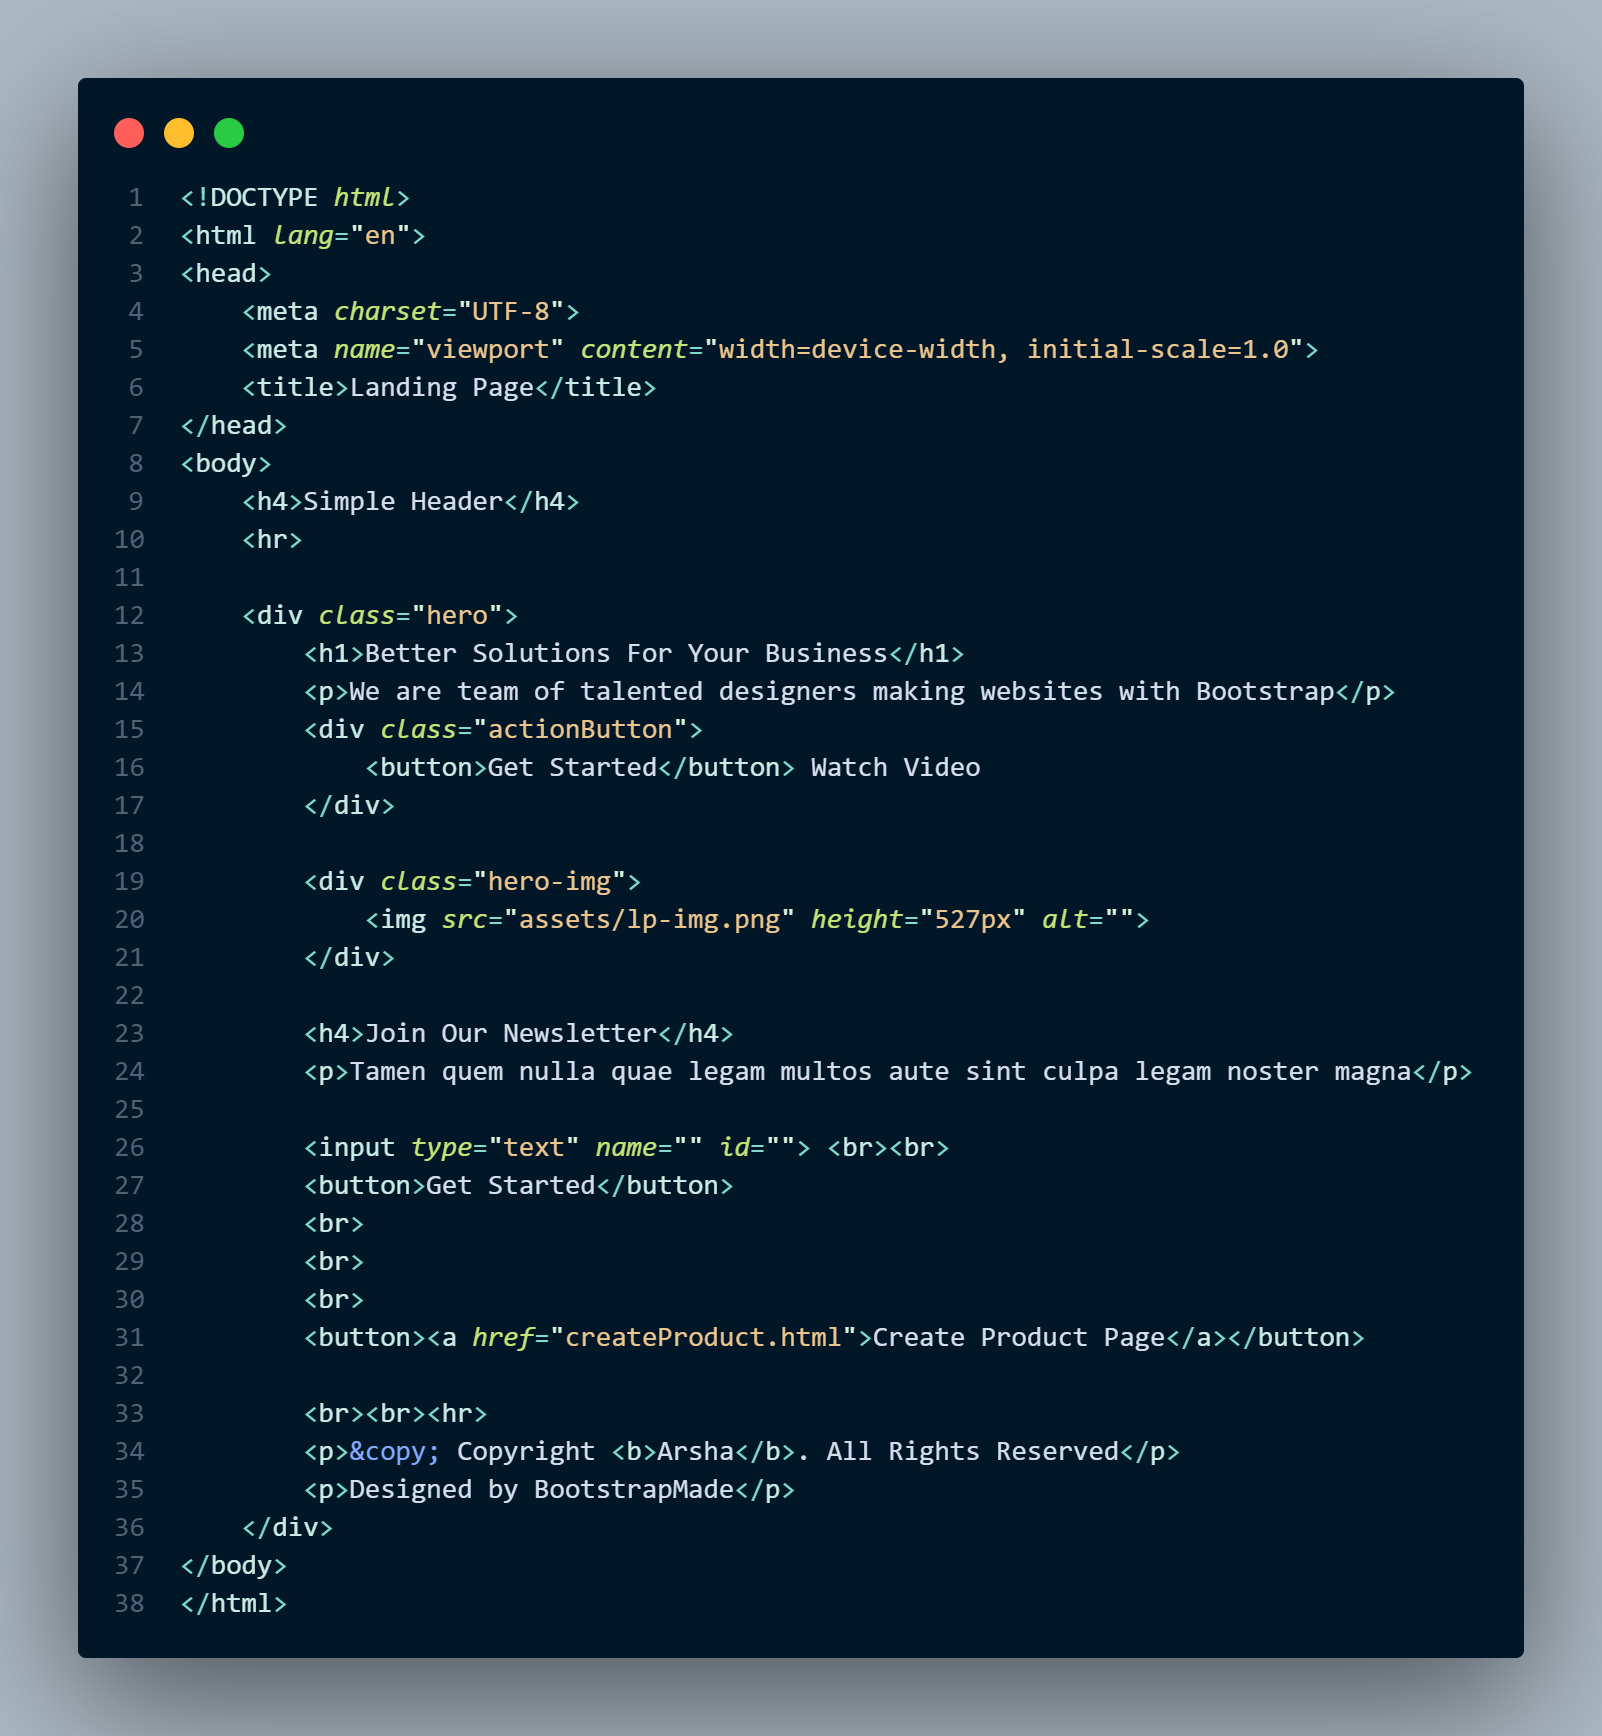 1 <!DOCTYPE html>
2 <html lang="en">
3 <head>
4     <meta charset="UTF-8">
5     <meta name="viewport" content="width=device-width, initial-scale=1.0">
6     <title>Landing Page</title>
7 </head>
8 <body>
9     <h4>Simple Header</h4>
10     <hr>
11
12     <div class="hero">
13         <h1>Better Solutions For Your Business</h1>
14         <p>We are team of talented designers making websites with Bootstrap</p>
15         <div class="actionButton">
16             <button>Get Started</button> Watch Video
17         </div>
18
19         <div class="hero-img">
20             <img src="assets/lp-img.png" height="527px" alt="">
21         </div>
22
23         <h4>Join Our Newsletter</h4>
24         <p>Tamen quem nulla quae legam multos aute sint culpa legam noster magna</p>
25
26         <input type="text" name="" id=""> <br><br>
27         <button>Get Started</button>
28         <br>
29         <br>
30         <br>
31         <button><a href="createProduct.html">Create Product Page</a></button>
32
33         <br><br><hr>
34         <p>&copy; Copyright <b>Arsha</b>. All Rights Reserved</p>
35         <p>Designed by BootstrapMade</p>
36     </div>
37 </body>
38 </html>